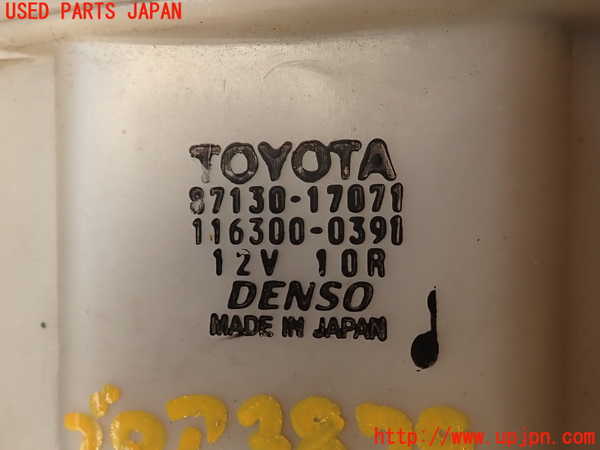 USED PARTS JAPAN
TOYOTA
87130-17071
116300-0391
12V 10R
DENSO
MADE IN JAPAN
http://www.upjpn.com/